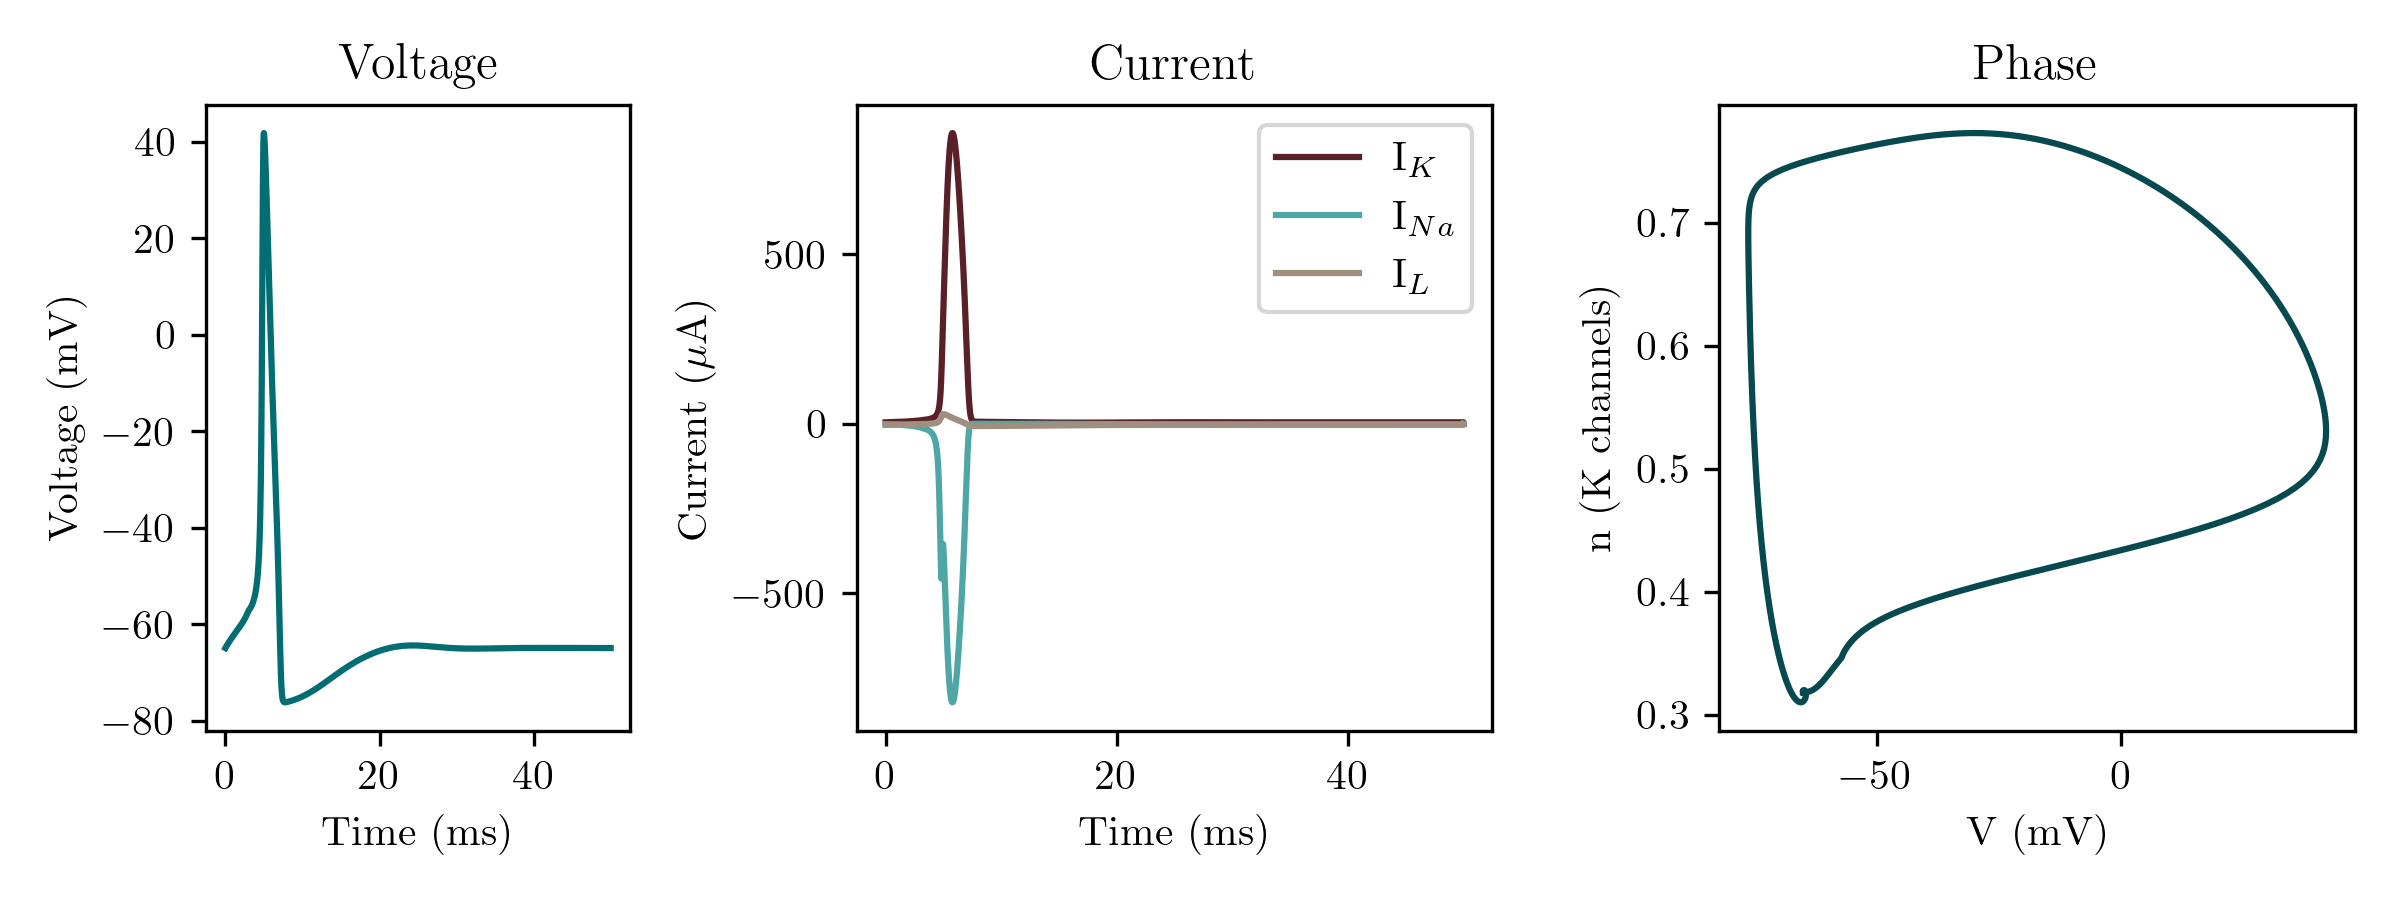 Voltage
Voltage (mV)
40
20
0
−20
−40
−60
−80
0
20
40
Time (ms)
Current
Current (μA)
500
0
−500
I_K
I_Na
I_L
0
20
40
Time (ms)
Phase
n (K channels)
0.7
0.6
0.5
0.4
0.3
−50
0
V (mV)